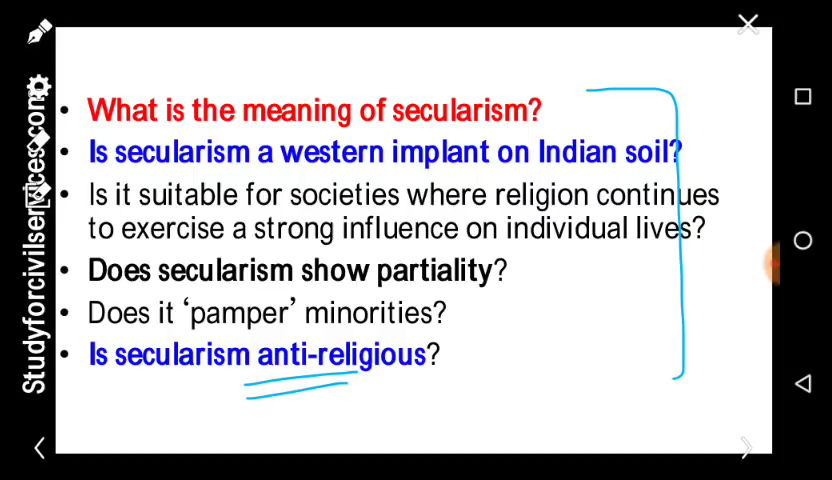 What is the meaning of secularism?
Is secularism a western implant on Indian soil?
Is it suitable for societies where religion continues
to exercise a strong influence on individual lives?
Does secularism show partiality?
Does it ‘pamper’ minorities?
Is secularism anti-religious?
Studyforcivilservices.com